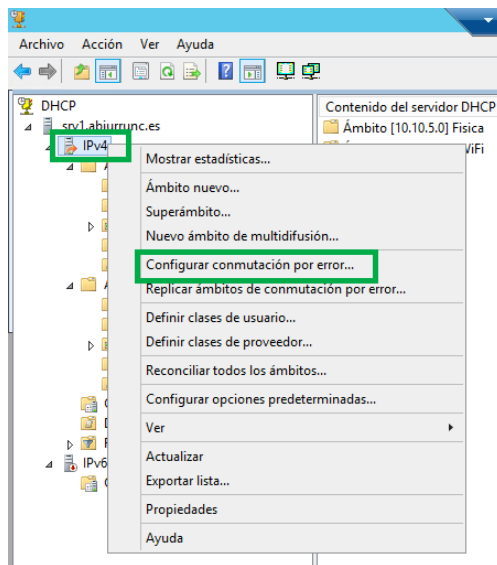 Archivo Acción Ver Ayuda
DHCP
srv1.abiurrunc.es
IPv4
IPv6
Contenido del servidor DHCP
Ámbito [10.10.5.0] Fisica
WiFi
Mostrar estadísticas...
Ámbito nuevo...
Superámbito...
Nuevo ámbito de multidifusión...
Configurar conmutación por error...
Replicar ámbitos de conmutación por error...
Definir clases de usuario...
Definir clases de proveedor...
Reconciliar todos los ámbitos...
Configurar opciones predeterminadas...
Ver
Actualizar
Exportar lista...
Propiedades
Ayuda